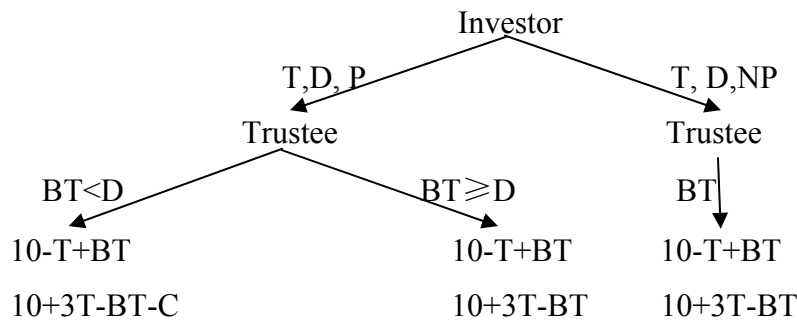 Investor
T,D, P T, D,NP
Trustee Trustee
BT<D BT≥D BT
10-T+BT 10-T+BT 10-T+BT
10+3T-BT-C 10+3T-BT 10+3T-BT